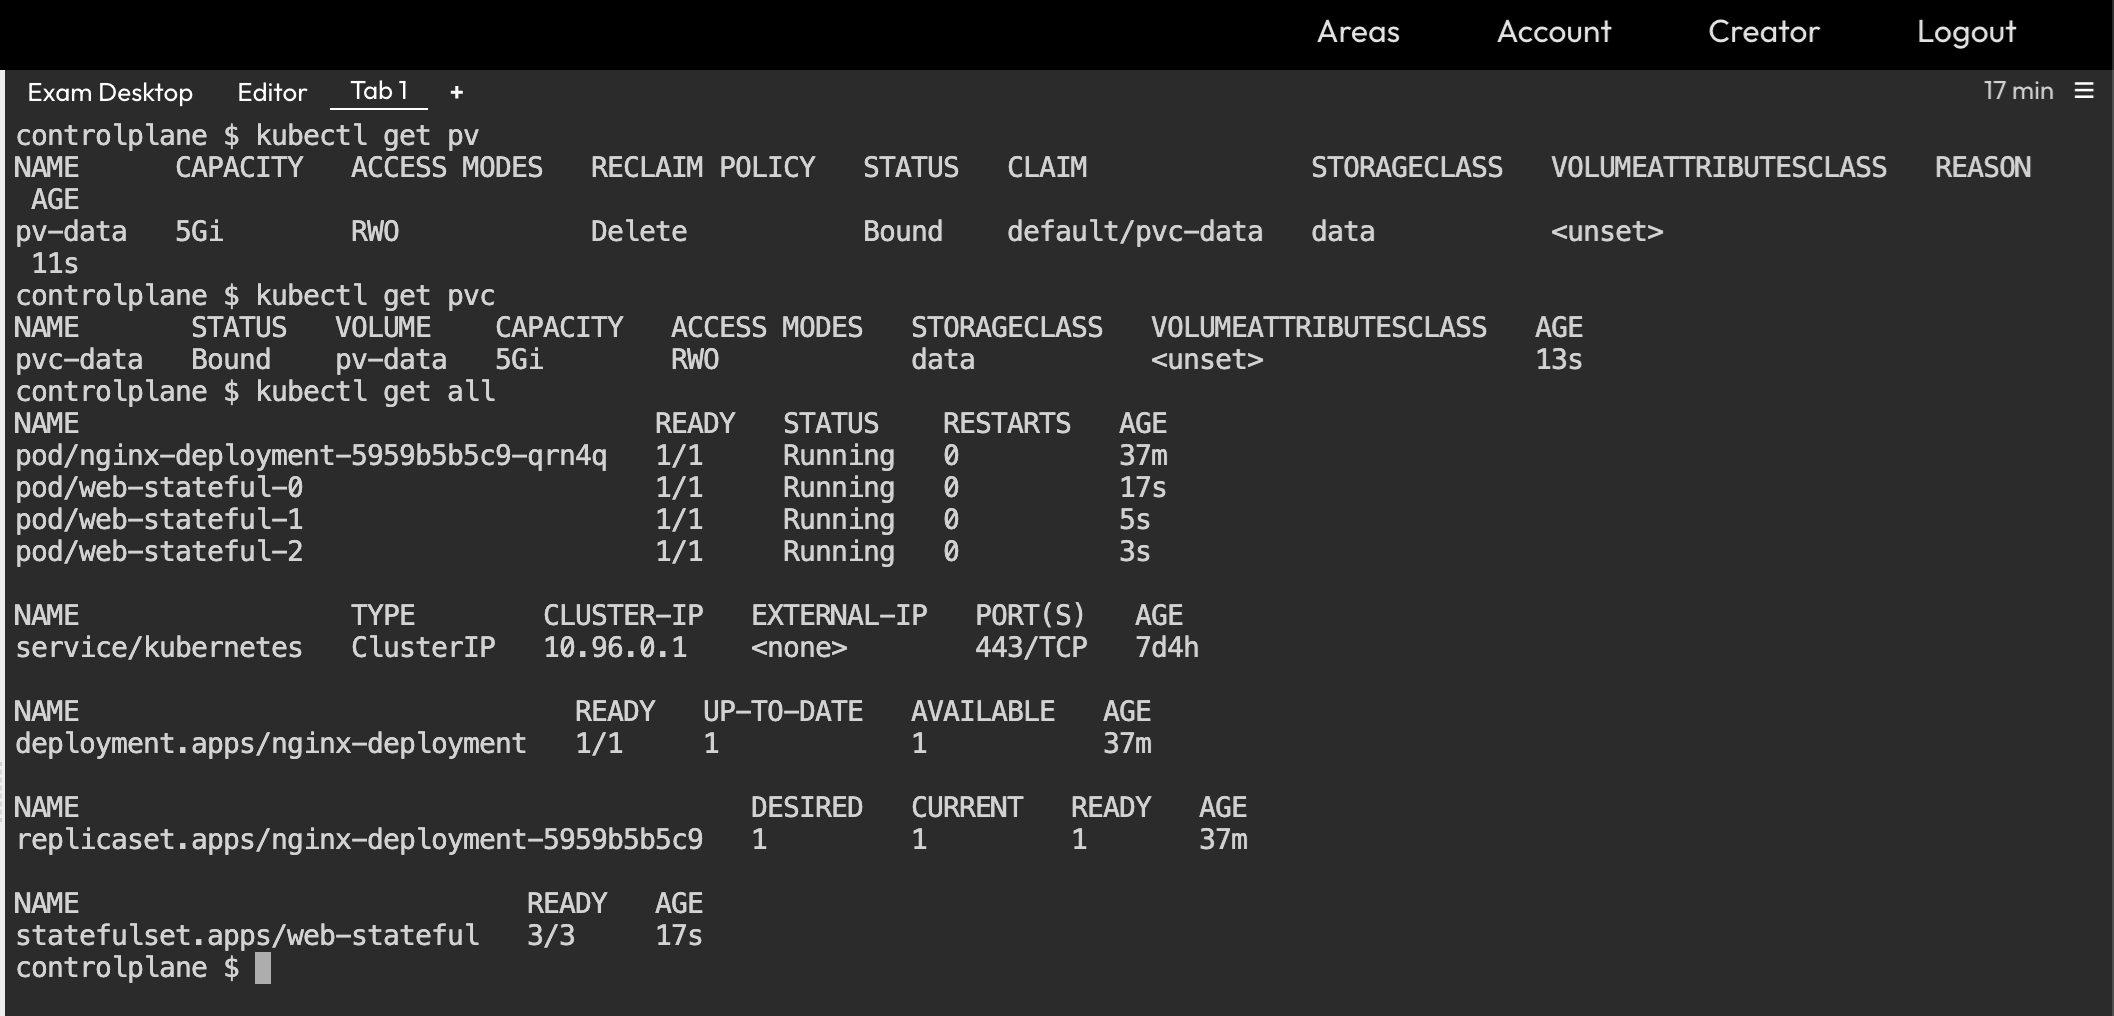 Areas Account Creator Logout
Exam Desktop Editor Tab 1 + 17 min ☰
controlplane $ kubectl get pv
NAME      CAPACITY   ACCESS MODES   RECLAIM POLICY   STATUS   CLAIM              STORAGECLASS   VOLUMEATTRIBUTESCLASS   REASON
 AGE
pv-data   5Gi        RWO            Delete           Bound    default/pvc-data   data           <unset>
 11s
controlplane $ kubectl get pvc
NAME       STATUS   VOLUME    CAPACITY   ACCESS MODES   STORAGECLASS   VOLUMEATTRIBUTESCLASS   AGE
pvc-data   Bound    pv-data   5Gi        RWO            data           <unset>                 13s
controlplane $ kubectl get all
NAME                                    READY   STATUS    RESTARTS   AGE
pod/nginx-deployment-5959b5b5c9-qrn4q   1/1     Running   0          37m
pod/web-stateful-0                      1/1     Running   0          17s
pod/web-stateful-1                      1/1     Running   0          5s
pod/web-stateful-2                      1/1     Running   0          3s

NAME                 TYPE        CLUSTER-IP   EXTERNAL-IP   PORT(S)   AGE
service/kubernetes   ClusterIP   10.96.0.1    <none>        443/TCP   7d4h

NAME                               READY   UP-TO-DATE   AVAILABLE   AGE
deployment.apps/nginx-deployment   1/1     1            1           37m

NAME                                          DESIRED   CURRENT   READY   AGE
replicaset.apps/nginx-deployment-5959b5b5c9   1         1         1       37m

NAME                            READY   AGE
statefulset.apps/web-stateful   3/3     17s
controlplane $